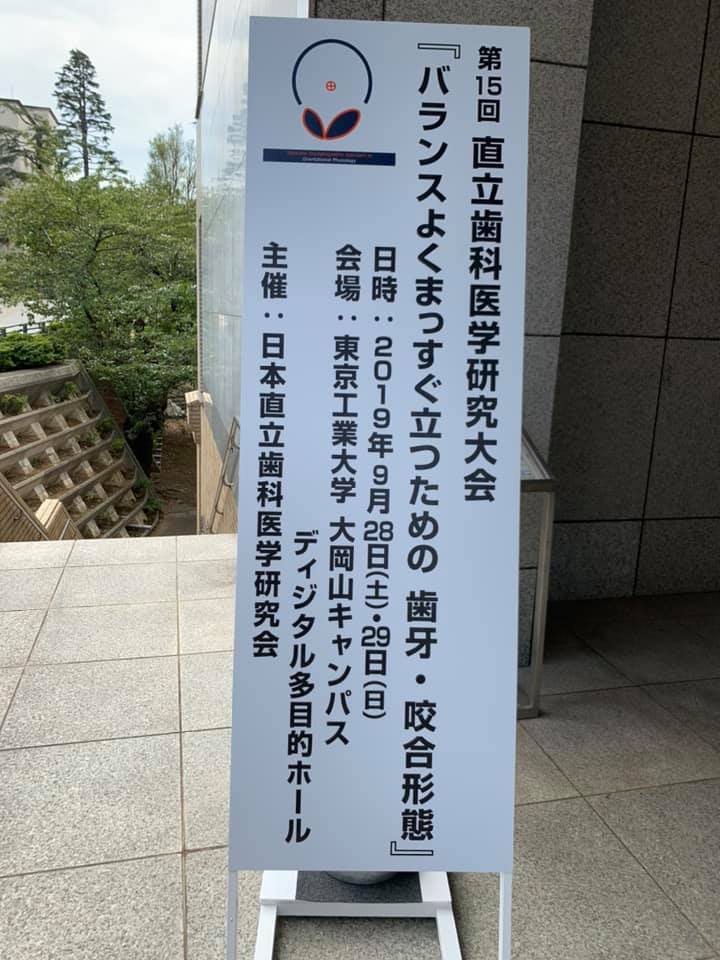 第15回 直立歯科医学研究大会
『バランスよくまっすぐ立つための 歯牙・咬合形態』
日時：2019年9月28日(土)・29日(日)
会場：東京工業大学 大岡山キャンパス
ディジタル多目的ホール
主催：日本直立歯科医学研究会
Gravitational Physiology